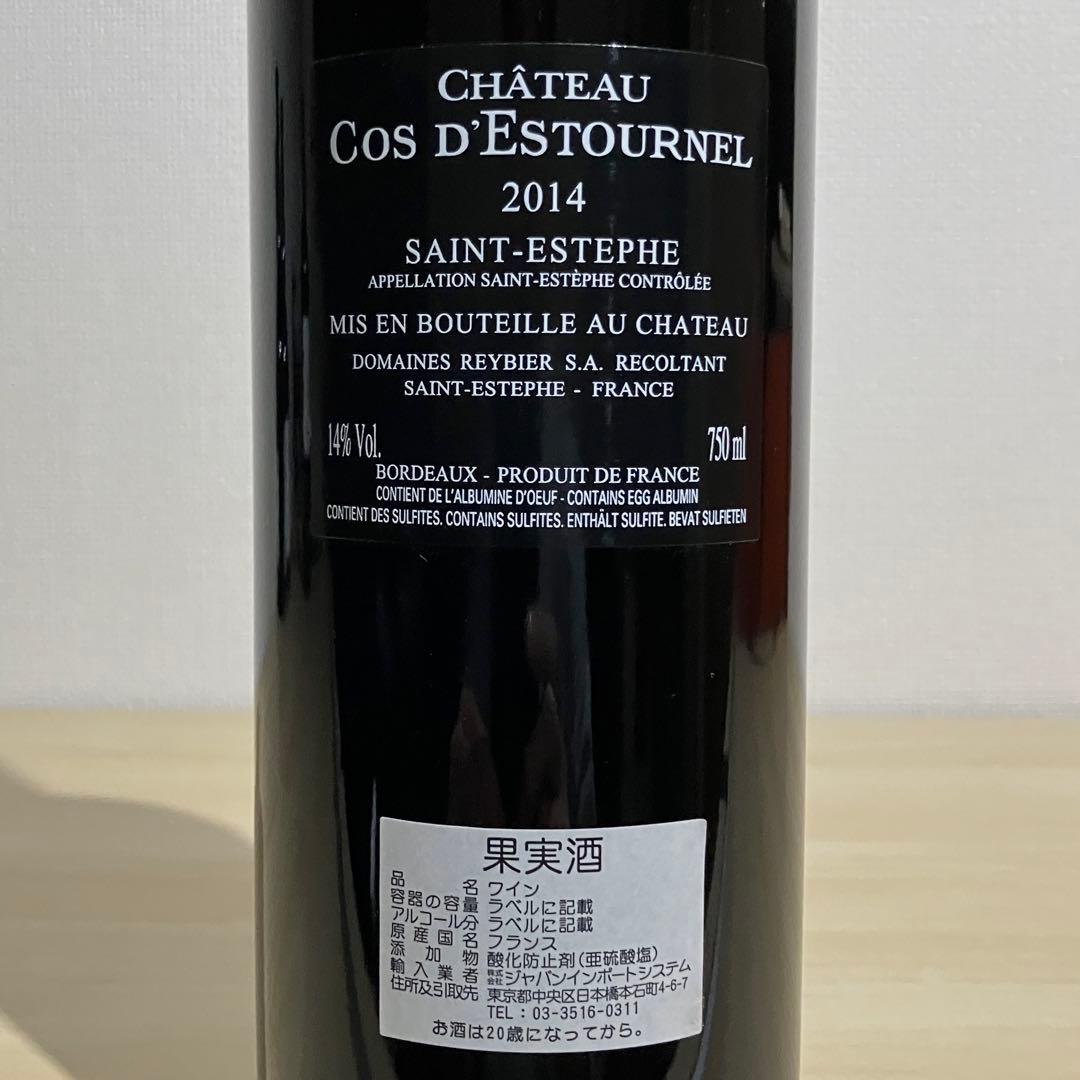 CHÂTEAU
COS D'ESTOURNEL
2014
SAINT-ESTEPHE
APPELLATION SAINT-ESTÈPHE CONTRÔLÉE
MIS EN BOUTEILLE AU CHATEAU
DOMAINES REYBIER S.A. RECOLTANT
SAINT-ESTEPHE - FRANCE
14% Vol. 750 ml
BORDEAUX - PRODUIT DE FRANCE
CONTIENT DE L'ALBUMINE D'OEUF - CONTAINS EGG ALBUMIN
CONTIENT DES SULFITES. CONTAINS SULFITES. ENTHÄLT SULFITE. BEVAT SULFIETEN
果実酒
品名 ワイン
容器の容量 ラベルに記載
アルコール分 ラベルに記載
原産国名 フランス
添加物 酸化防止剤(亜硫酸塩)
輸入業者 株式会社ジャパンインポートシステム
住所及引取先 東京都中央区日本橋本石町4-6-7
TEL：03-3516-0311
お酒は20歳になってから。